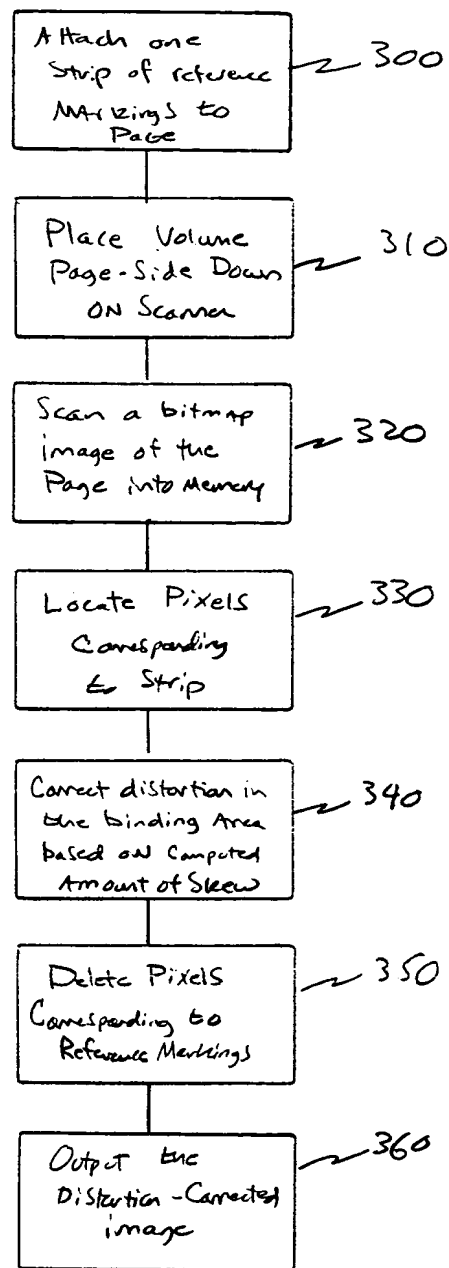 Attach one
Strip of reference
Markings to
Page
300
Place Volume
Page-Side Down
ON Scanner
310
Scan a bitmap
image of the
Page into Memory
320
Locate Pixels
Corresponding
to Strip
330
Correct distortion in
the binding Area
based on Computed
Amount of Skew
340
Delete Pixels
Corresponding to
Reference Markings
350
Output the
Distortion-Corrected
image
360